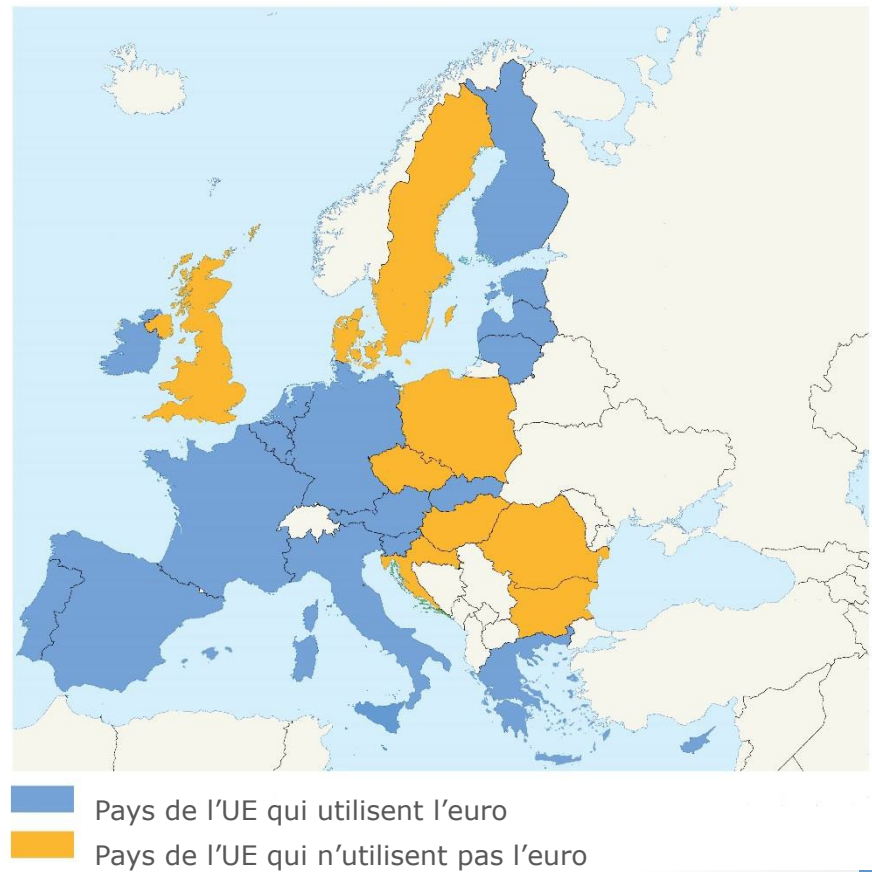 Pays de l’UE qui utilisent l’euro
Pays de l’UE qui n’utilisent pas l’euro